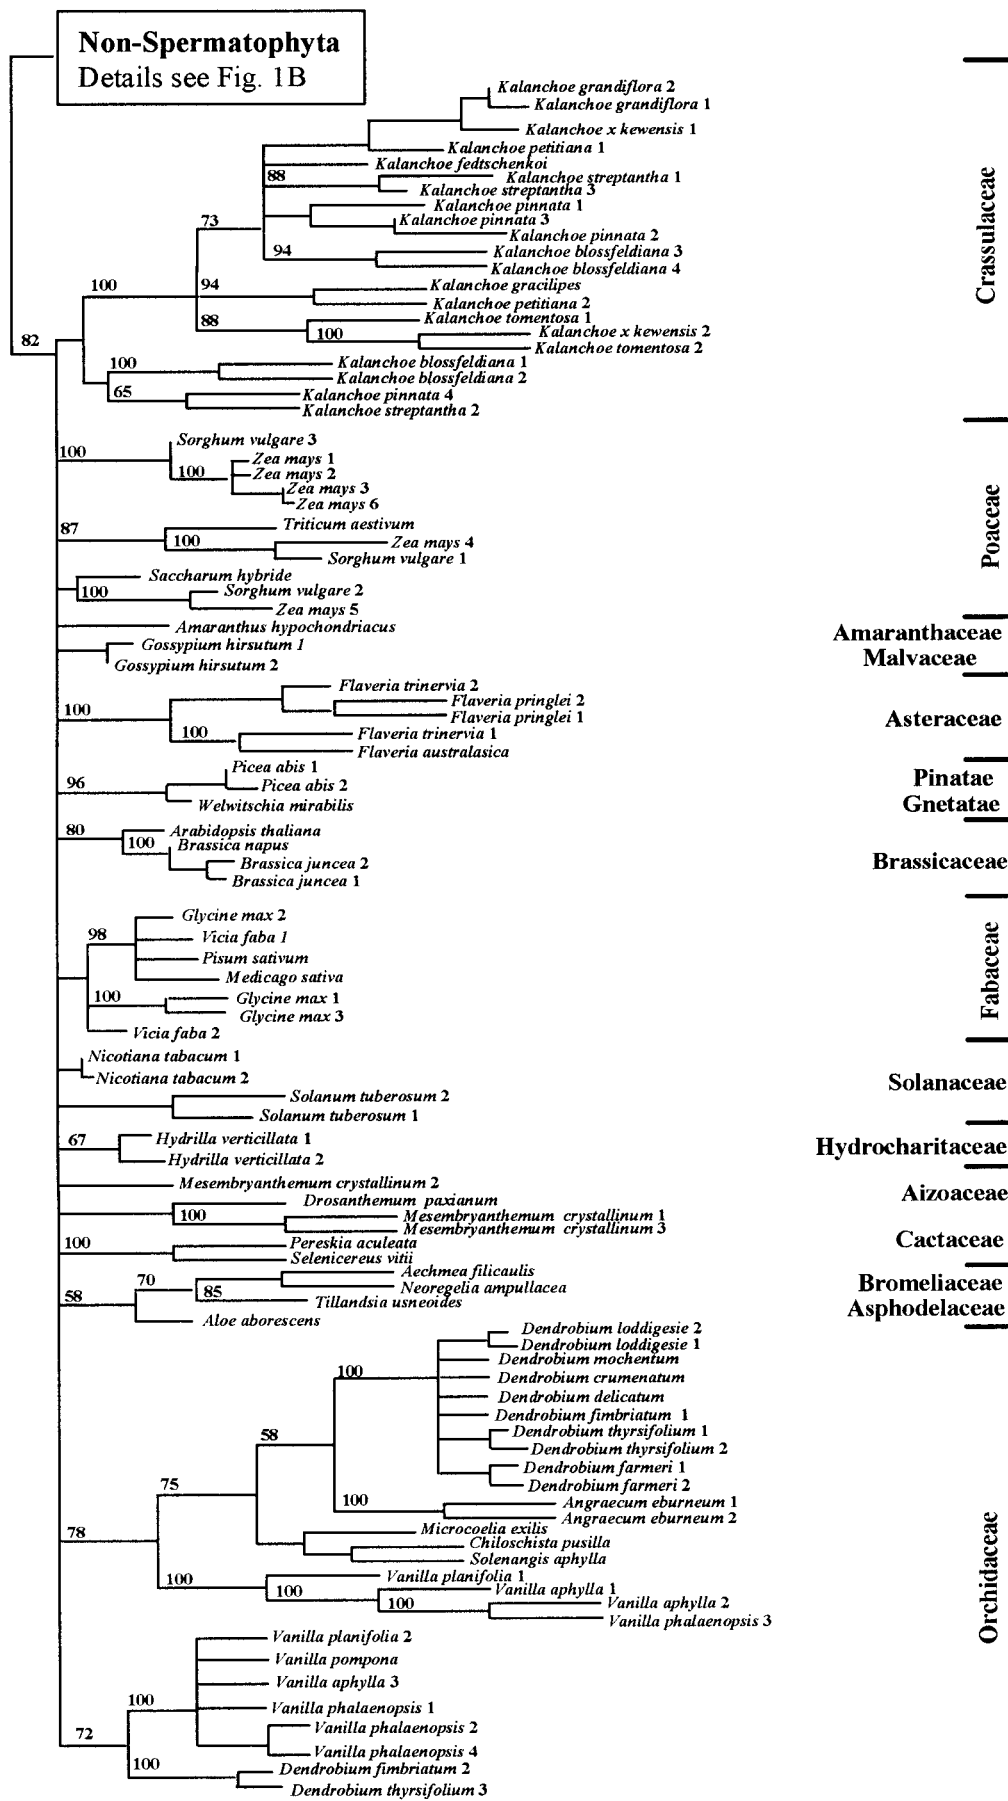 Non-Spermatophyta
Details see Fig. 1B
Kalanchoe grandiflora 2
Kalanchoe grandiflora 1
Kalanchoe x kewensis 1
Kalanchoe petitiana 1
Kalanchoe fedtschenkoi
88
Kalanchoe streptantha 1
Kalanchoe streptantha 3
Kalanchoe pinnata 1
73
Kalanchoe pinnata 3
Kalanchoe pinnata 2
94
Kalanchoe blossfeldiana 3
Kalanchoe blossfeldiana 4
100
94
Kalanchoe gracilipes
Kalanchoe petitiana 2
88
Kalanchoe tomentosa 1
100
Kalanchoe x kewensis 2
82
Kalanchoe tomentosa 2
100
Kalanchoe blossfeldiana 1
Kalanchoe blossfeldiana 2
65
Kalanchoe pinnata 4
Kalanchoe streptantha 2
Crassulaceae
100
Sorghum vulgare 3
100
Zea mays 1
Zea mays 2
Zea mays 3
Zea mays 6
87
Triticum aestivum
100
Zea mays 4
Sorghum vulgare 1
Saccharum hybride
100
Sorghum vulgare 2
Zea mays 5
Poaceae
Amaranthus hypochondriacus
Amaranthaceae
Gossypium hirsutum 1
Gossypium hirsutum 2
Malvaceae
Flaveria trinervia 2
100
Flaveria pringlei 2
Flaveria pringlei 1
100
Flaveria trinervia 1
Flaveria australasica
Asteraceae
Picea abis 1
96
Picea abis 2
Welwitschia mirabilis
Pinatae
Gnetatae
80
Arabidopsis thaliana
100
Brassica napus
Brassica juncea 2
Brassica juncea 1
Brassicaceae
Glycine max 2
98
Vicia faba 1
Pisum sativum
Medicago sativa
100
Glycine max 1
Glycine max 3
Vicia faba 2
Fabaceae
Nicotiana tabacum 1
Nicotiana tabacum 2
Solanum tuberosum 2
Solanum tuberosum 1
Solanaceae
67
Hydrilla verticillata 1
Hydrilla verticillata 2
Hydrocharitaceae
Mesembryanthemum crystallinum 2
Drosanthemum paxianum
100
Mesembryanthemum crystallinum 1
Mesembryanthemum crystallinum 3
Aizoaceae
100
Pereskia aculeata
Selenicereus vitii
Cactaceae
70
Aechmea filicaulis
85
Neoregelia ampullacea
58
Tillandsia usneoides
Aloe aborescens
Bromeliaceae
Asphodelaceae
Dendrobium loddigesie 2
Dendrobium loddigesie 1
100
Dendrobium mochentum
Dendrobium crumenatum
Dendrobium delicatum
Dendrobium fimbriatum 1
58
Dendrobium thyrsifolium 1
Dendrobium thyrsifolium 2
75
Dendrobium farmeri 1
Dendrobium farmeri 2
100
Angraecum eburneum 1
Angraecum eburneum 2
78
Microcoelia exilis
Chiloschista pusilla
Solenangis aphylla
100
Vanilla planifolia 1
100
Vanilla aphylla 1
100
Vanilla aphylla 2
Vanilla phalaenopsis 3
Vanilla planifolia 2
Vanilla pompona
Vanilla aphylla 3
100
Vanilla phalaenopsis 1
Vanilla phalaenopsis 2
72
Vanilla phalaenopsis 4
100
Dendrobium fimbriatum 2
Dendrobium thyrsifolium 3
Orchidaceae